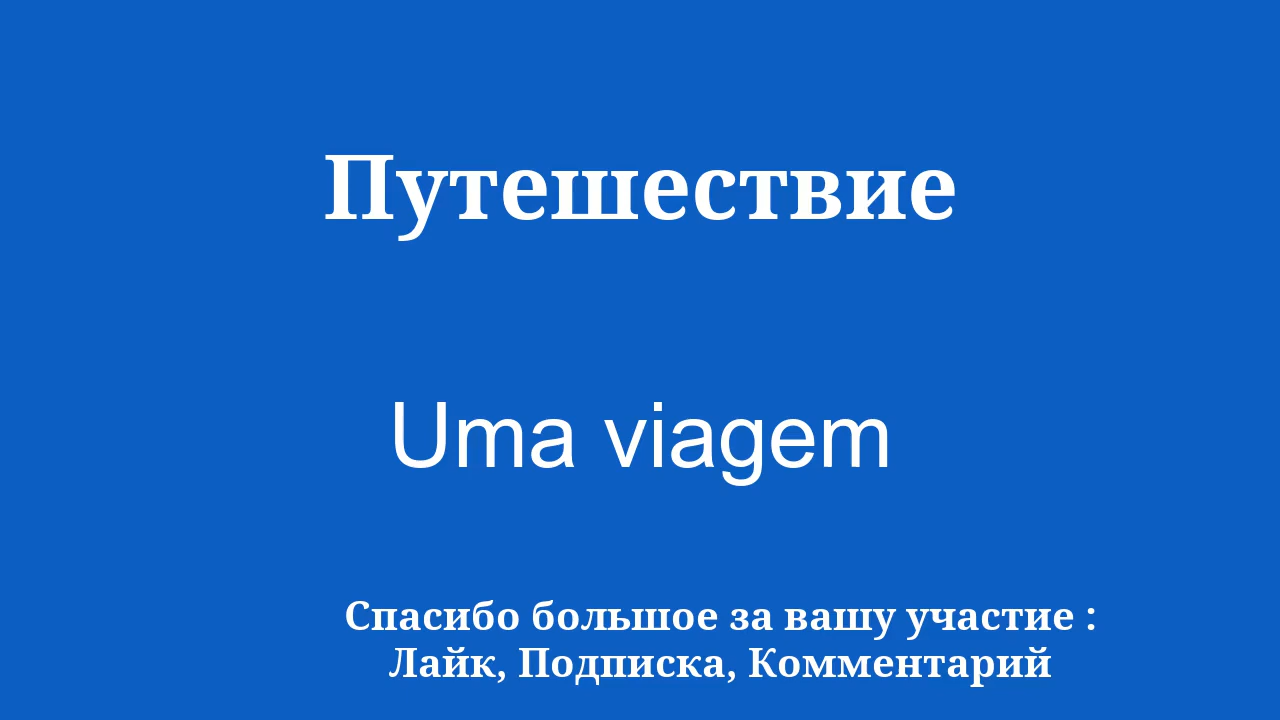 Путешествие
Uma viagem
Спасибо большое за вашу участие :
Лайк, Подписка, Комментарий